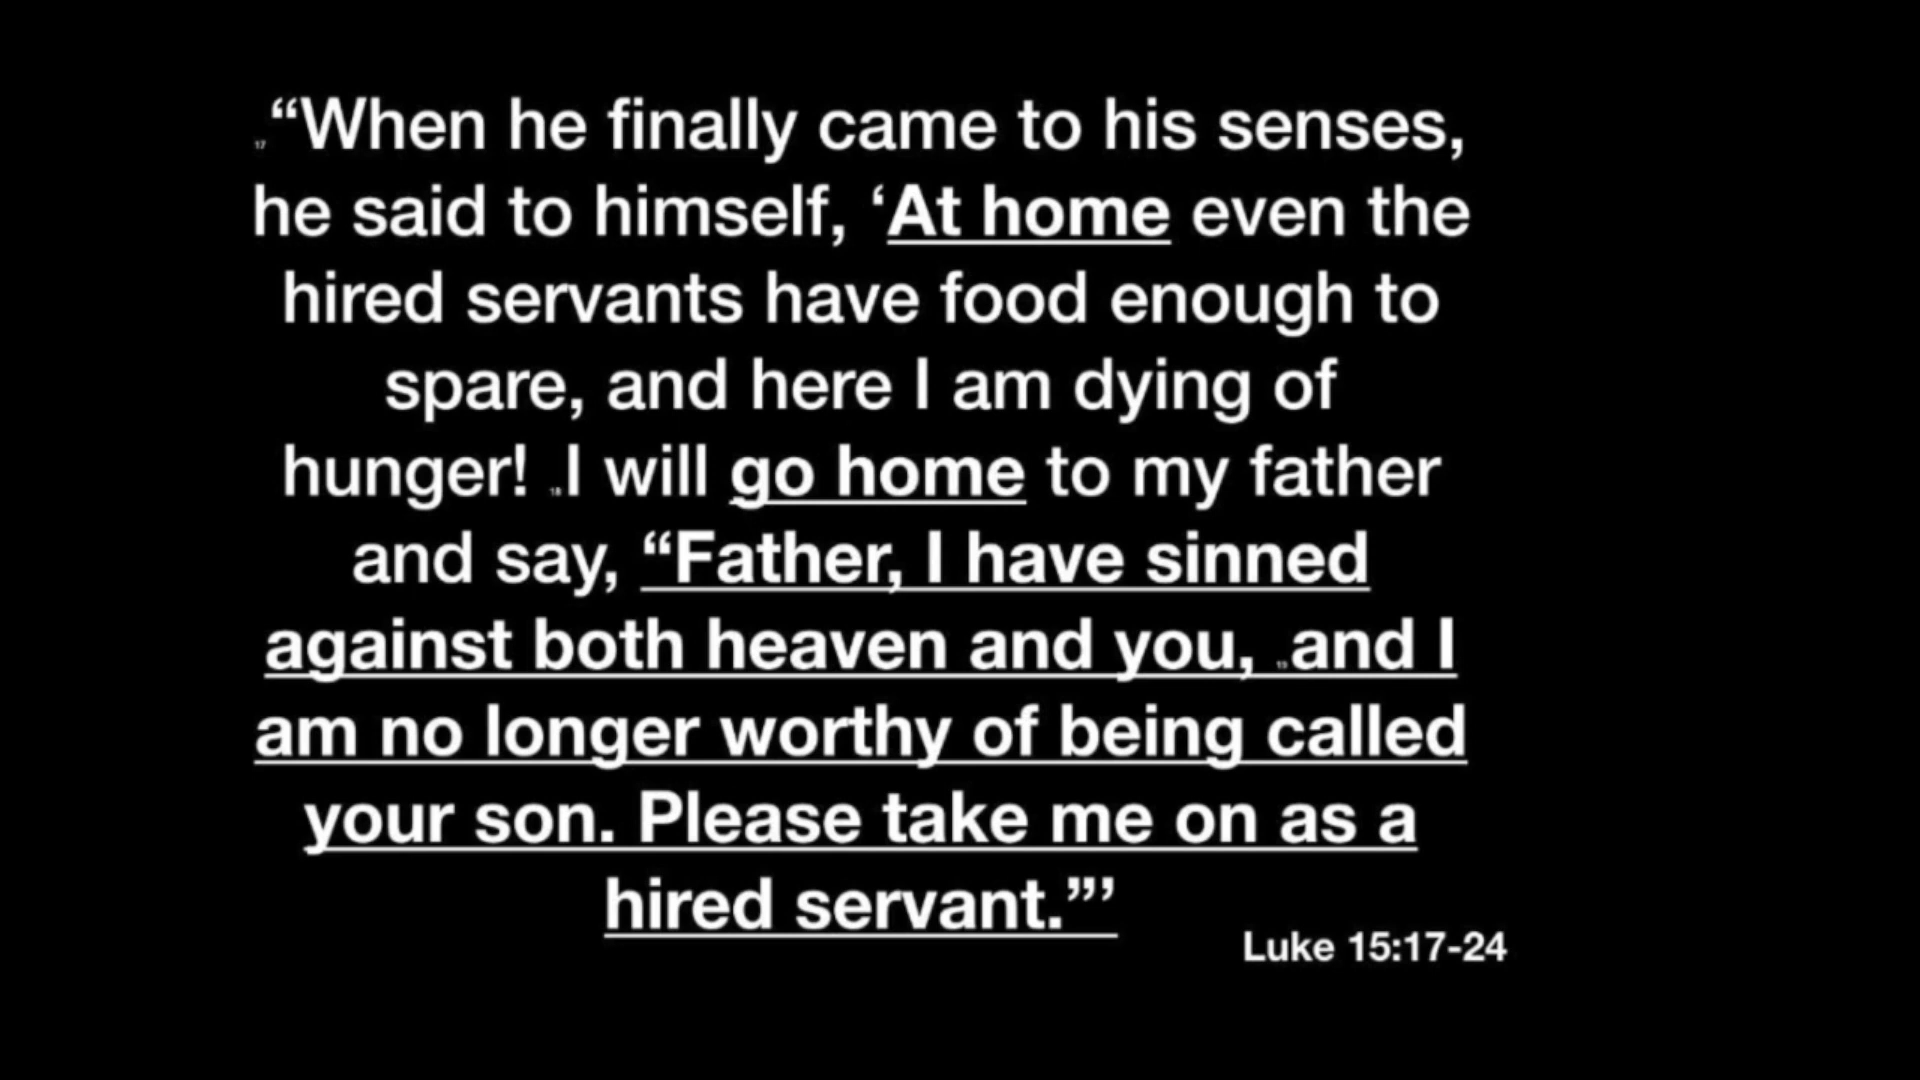 17 “When he finally came to his senses,
he said to himself, ‘At home even the
hired servants have food enough to
spare, and here I am dying of
hunger! 18 I will go home to my father
and say, “Father, I have sinned
against both heaven and you, 19 and I
am no longer worthy of being called
your son. Please take me on as a
hired servant.”’
Luke 15:17-24